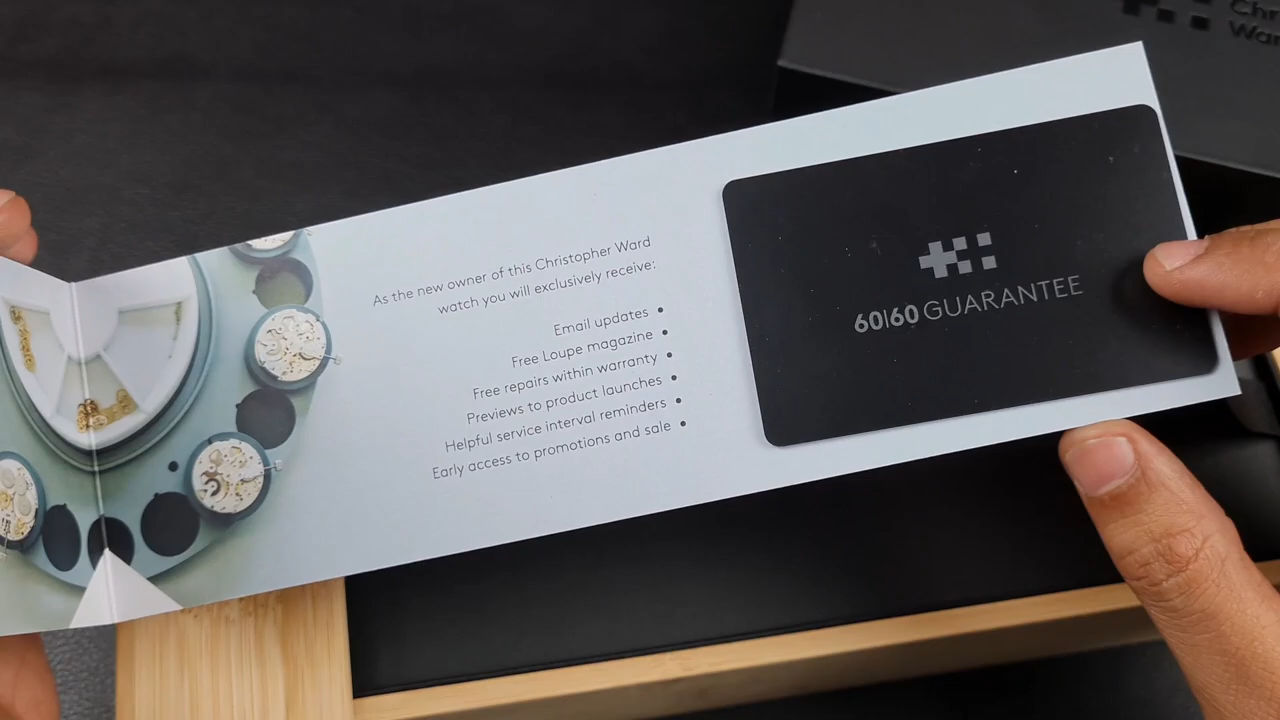 As the new owner of this Christopher Ward
watch you will exclusively receive:
Email updates •
Free Loupe magazine •
Free repairs within warranty •
Previews to product launches •
Helpful service interval reminders •
Early access to promotions and sale •
60|60 GUARANTEE